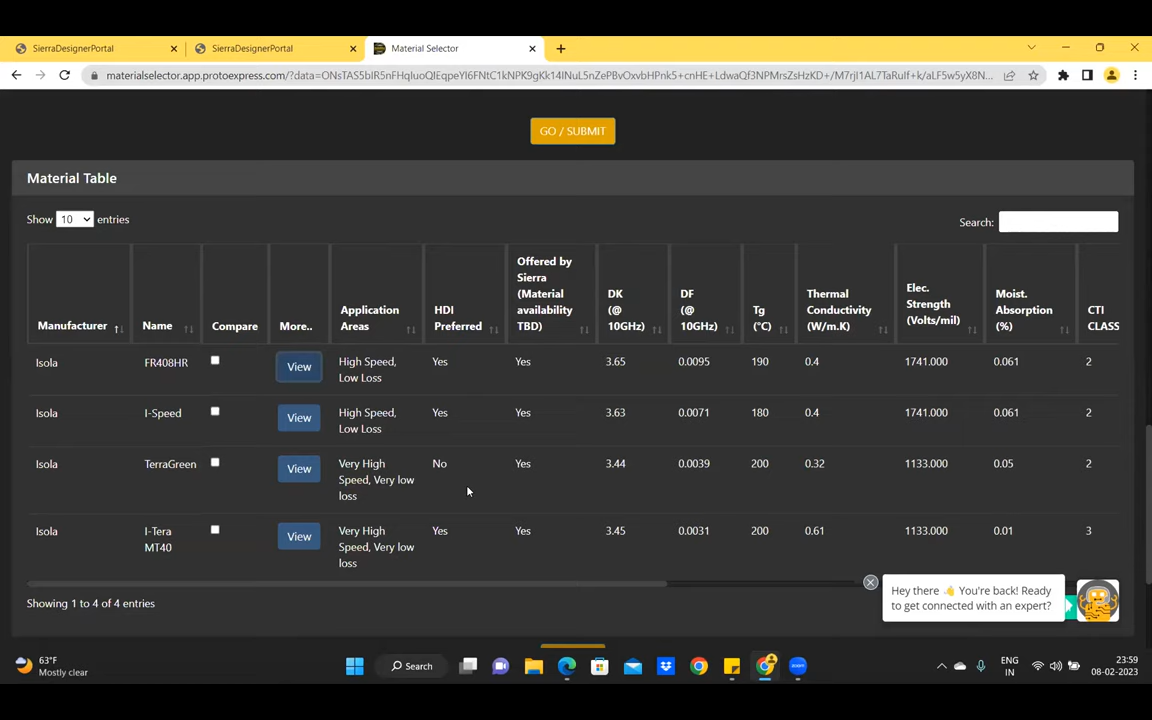 SierraDesignerPortal
SierraDesignerPortal
Material Selector
materialselector.app.protoexpress.com/?data=
GO / SUBMIT
Material Table
Show 10 entries
Search:
Manufacturer
Name
Compare
More..
Application
Areas
HDI
Preferred
Offered by
Sierra
(Material
availability
TBD)
DK
(@
10GHz)
DF
(@
10GHz)
Tg
(°C)
Thermal
Conductivity
(W/m.K)
Elec.
Strength
(Volts/mil)
Moist.
Absorption
(%)
CTI
CLASS
Isola FR408HR View High Speed, Yes Yes 3.65 0.0095 190 0.4 1741.000 0.061 2
Low Loss
Isola I-Speed View High Speed, Yes Yes 3.63 0.0071 180 0.4 1741.000 0.061 2
Low Loss
Isola TerraGreen View Very High No Yes 3.44 0.0039 200 0.32 1133.000 0.05 2
Speed, Very low
loss
Isola I-Tera View Very High Yes Yes 3.45 0.0031 200 0.61 1133.000 0.01 3
MT40 Speed, Very low
loss
Showing 1 to 4 of 4 entries
Hey there 👋 You're back! Ready
to get connected with an expert?
63°F
Mostly clear
Search
ENG
IN
23:59
08-02-2023